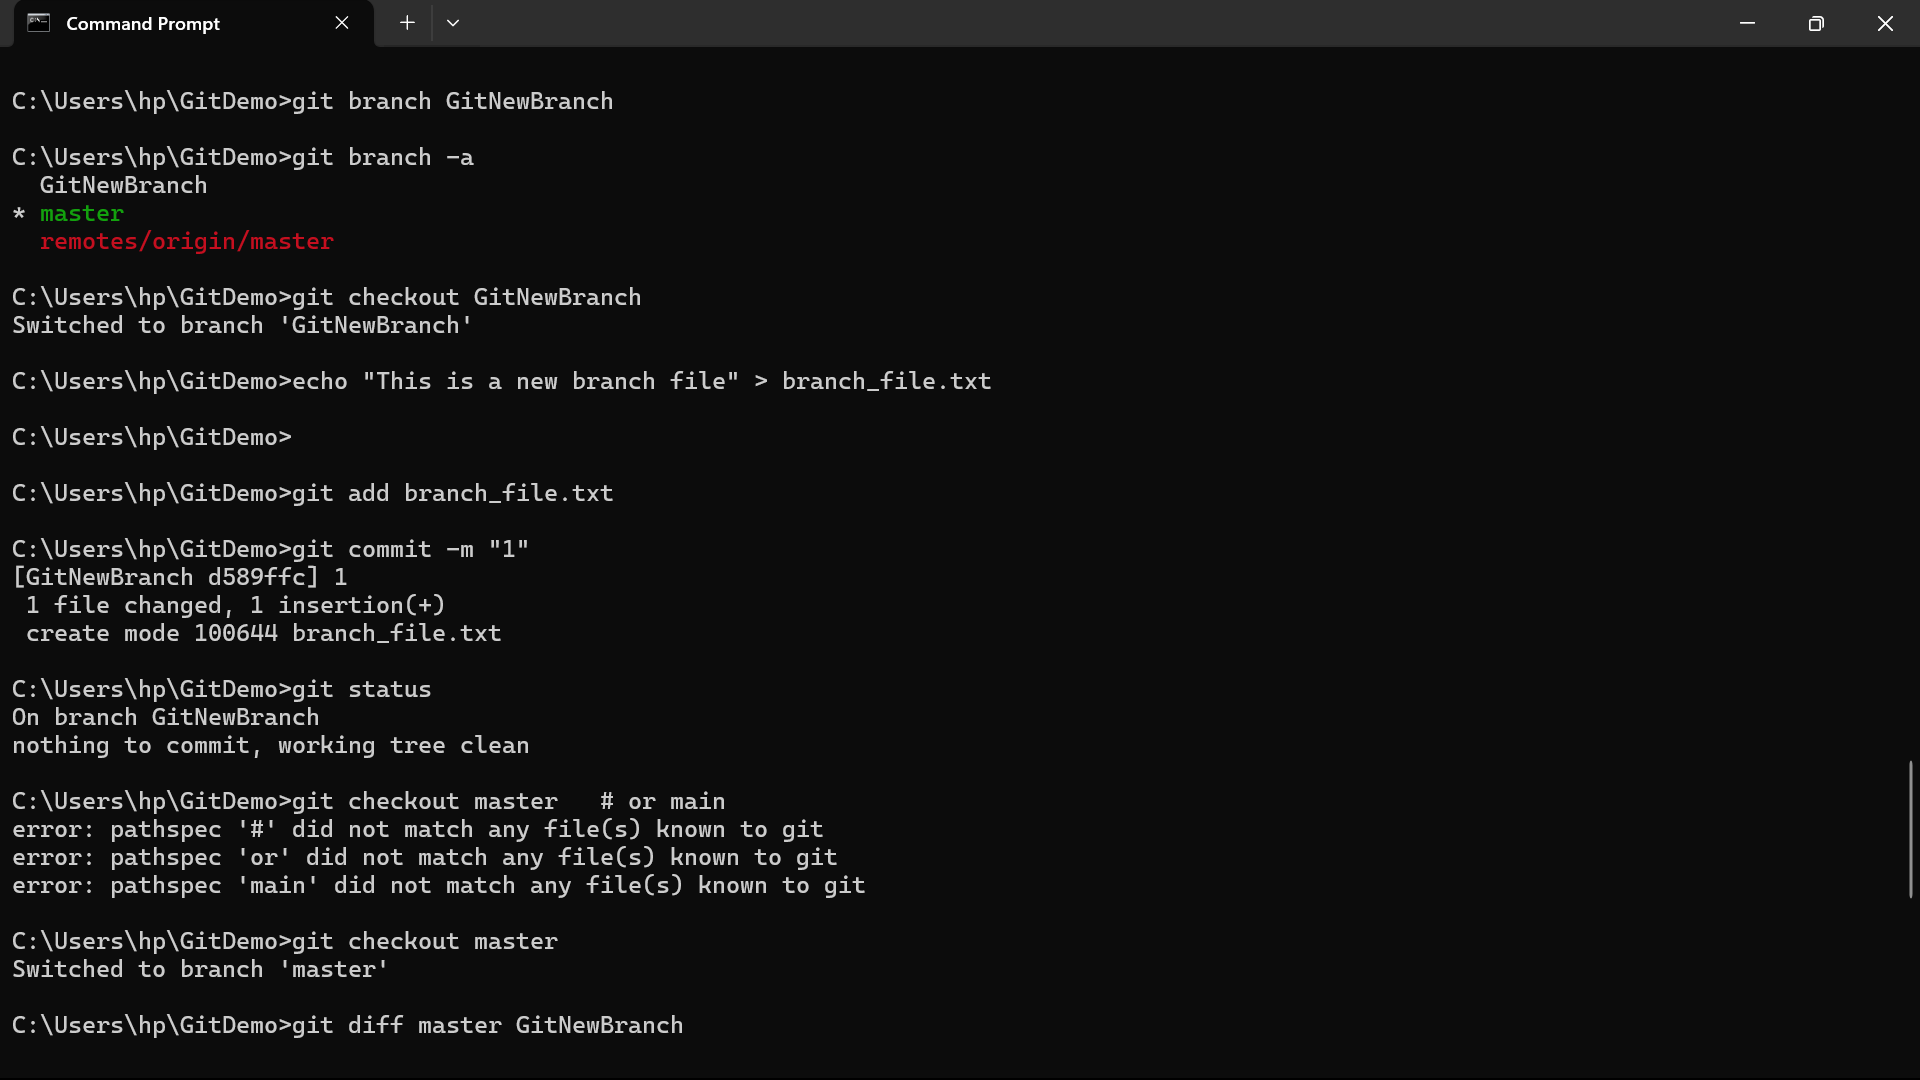 Command Prompt
C:\Users\hp\GitDemo>git branch GitNewBranch
C:\Users\hp\GitDemo>git branch -a
  GitNewBranch
* master
  remotes/origin/master
C:\Users\hp\GitDemo>git checkout GitNewBranch
Switched to branch 'GitNewBranch'
C:\Users\hp\GitDemo>echo "This is a new branch file" > branch_file.txt
C:\Users\hp\GitDemo>
C:\Users\hp\GitDemo>git add branch_file.txt
C:\Users\hp\GitDemo>git commit -m "1"
[GitNewBranch d589ffc] 1
 1 file changed, 1 insertion(+)
 create mode 100644 branch_file.txt
C:\Users\hp\GitDemo>git status
On branch GitNewBranch
nothing to commit, working tree clean
C:\Users\hp\GitDemo>git checkout master   # or main
error: pathspec '#' did not match any file(s) known to git
error: pathspec 'or' did not match any file(s) known to git
error: pathspec 'main' did not match any file(s) known to git
C:\Users\hp\GitDemo>git checkout master
Switched to branch 'master'
C:\Users\hp\GitDemo>git diff master GitNewBranch